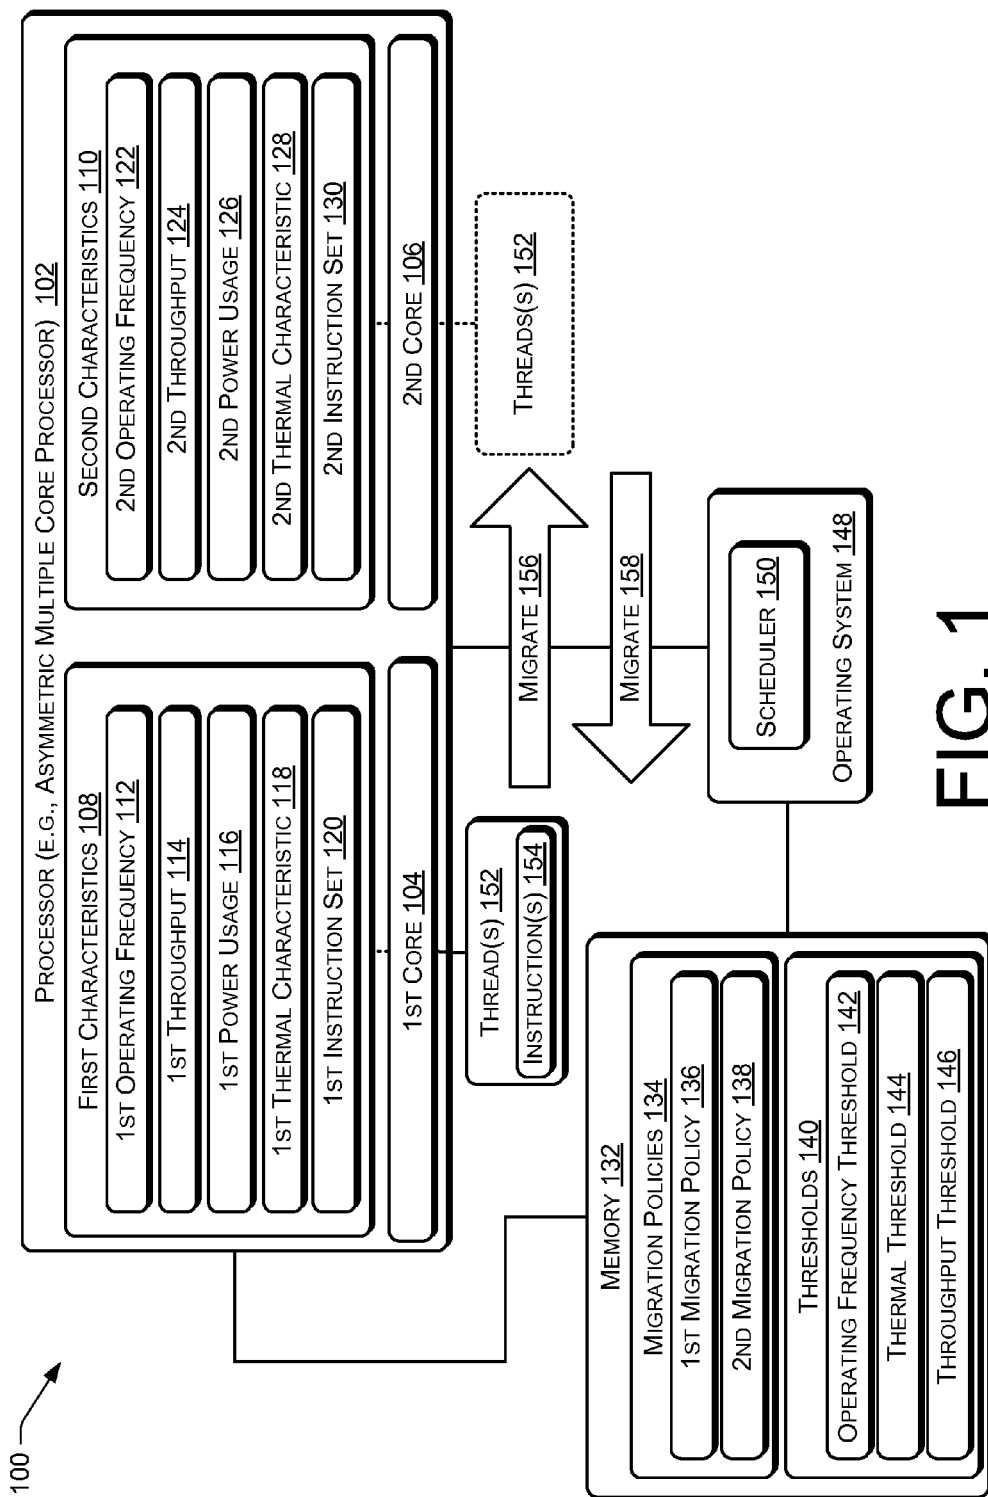 100
PROCESSOR (E.G., ASYMMETRIC MULTIPLE CORE PROCESSOR) 102
FIRST CHARACTERISTICS 108
1ST OPERATING FREQUENCY 112
1ST THROUGHPUT 114
1ST POWER USAGE 116
1ST THERMAL CHARACTERISTIC 118
1ST INSTRUCTION SET 120
1ST CORE 104
SECOND CHARACTERISTICS 110
2ND OPERATING FREQUENCY 122
2ND THROUGHPUT 124
2ND POWER USAGE 126
2ND THERMAL CHARACTERISTIC 128
2ND INSTRUCTION SET 130
2ND CORE 106
THREAD(S) 152
INSTRUCTION(S) 154
MIGRATE 156
THREADS(S) 152
MIGRATE 158
MEMORY 132
MIGRATION POLICIES 134
1ST MIGRATION POLICY 136
2ND MIGRATION POLICY 138
THRESHOLDS 140
OPERATING FREQUENCY THRESHOLD 142
THERMAL THRESHOLD 144
THROUGHPUT THRESHOLD 146
SCHEDULER 150
OPERATING SYSTEM 148
FIG. 1